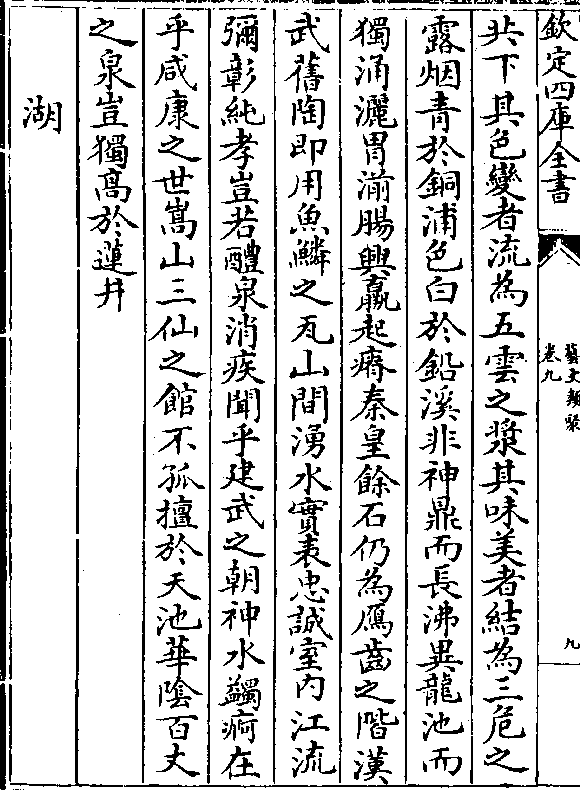 欽定四庫全書
藝文類聚
卷九
九
其下其色變者流為五雲之漿其味美者結為三危之
露烟青於銅浦色白於鉛溪非神鼎而長沸異龍池而
獨涌灑胃湔腸興羸起瘠秦皇餘石仍為鴈齒之階漢
武舊陶即用魚鱗之瓦山間湧水實表忠誠室内江流
彌彰純孝豈若醴泉消疾聞乎建武之朝神水蠲痾在
乎咸康之世嵩山三仙之館不孤擅於天池華陰百丈
之泉豈獨高於蓮井
湖